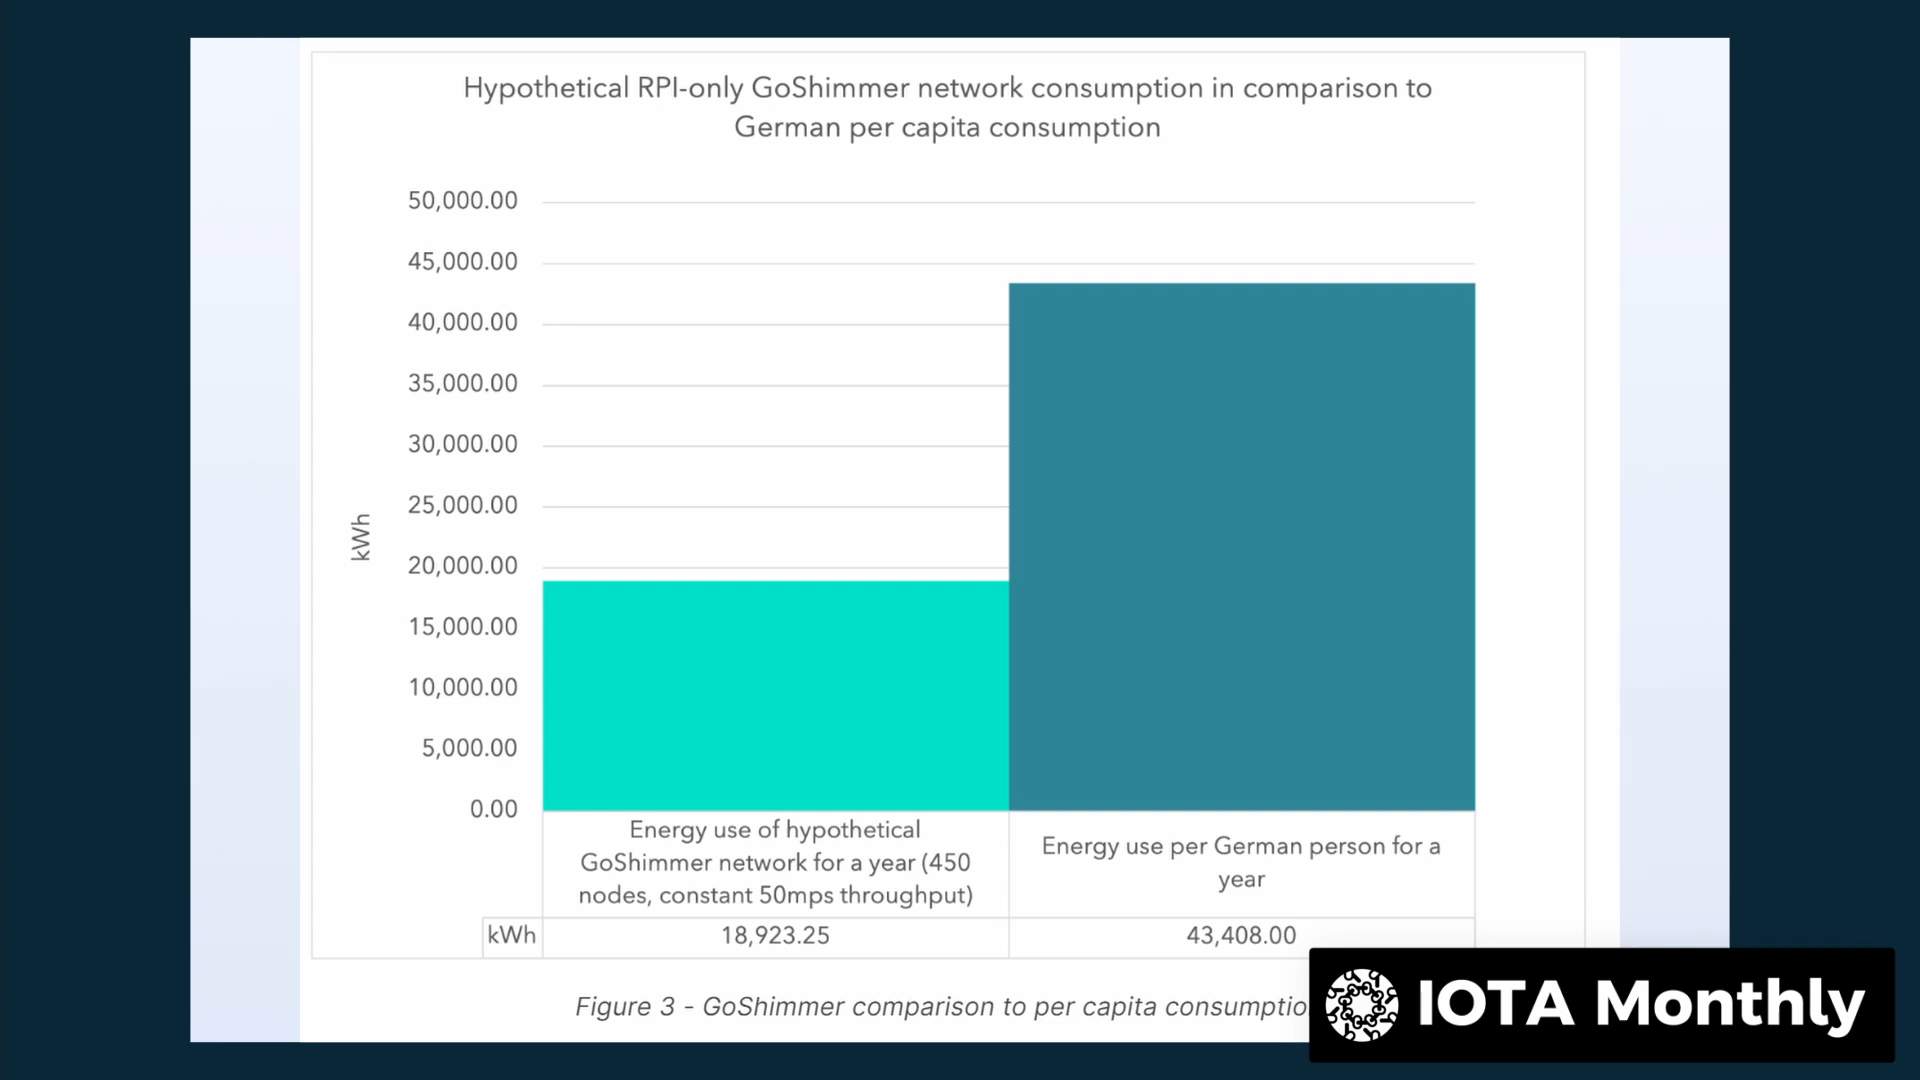 Hypothetical RPI-only GoShimmer network consumption in comparison to
German per capita consumption
50,000.00
45,000.00
40,000.00
35,000.00
30,000.00
25,000.00
20,000.00
15,000.00
10,000.00
5,000.00
0.00
kWh
Energy use of hypothetical
GoShimmer network for a year (450
nodes, constant 50mps throughput)
Energy use per German person for a
year
kWh 18,923.25 43,408.00
Figure 3 - GoShimmer comparison to per capita consumptio
IOTA Monthly